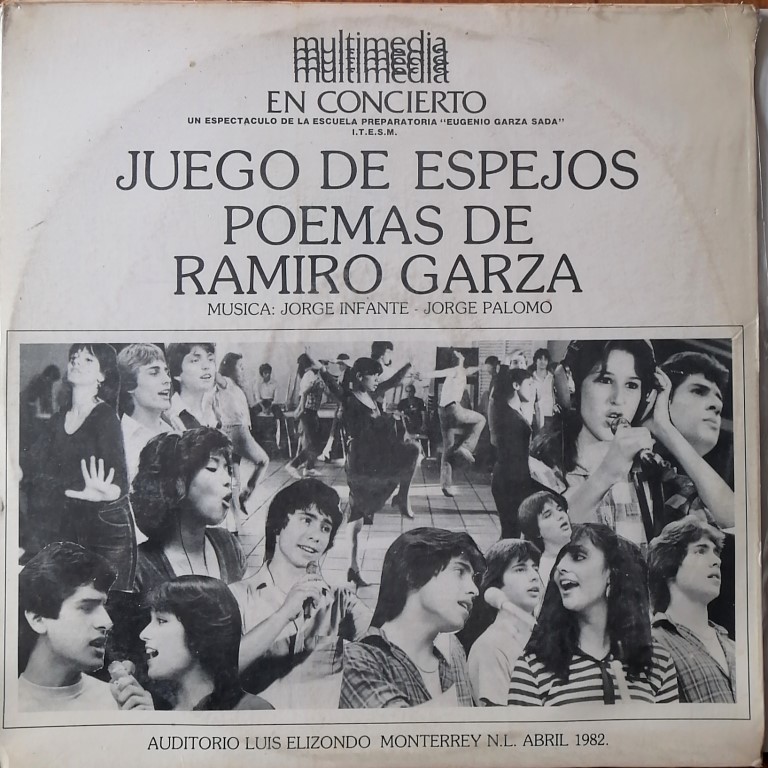 multimedia
multimedia
multimedia
EN CONCIERTO
UN ESPECTACULO DE LA ESCUELA PREPARATORIA "EUGENIO GARZA SADA"
I.T.E.S.M.
JUEGO DE ESPEJOS
POEMAS DE
RAMIRO GARZA
MUSICA: JORGE INFANTE - JORGE PALOMO
AUDITORIO LUIS ELIZONDO MONTERREY N.L. ABRIL 1982.